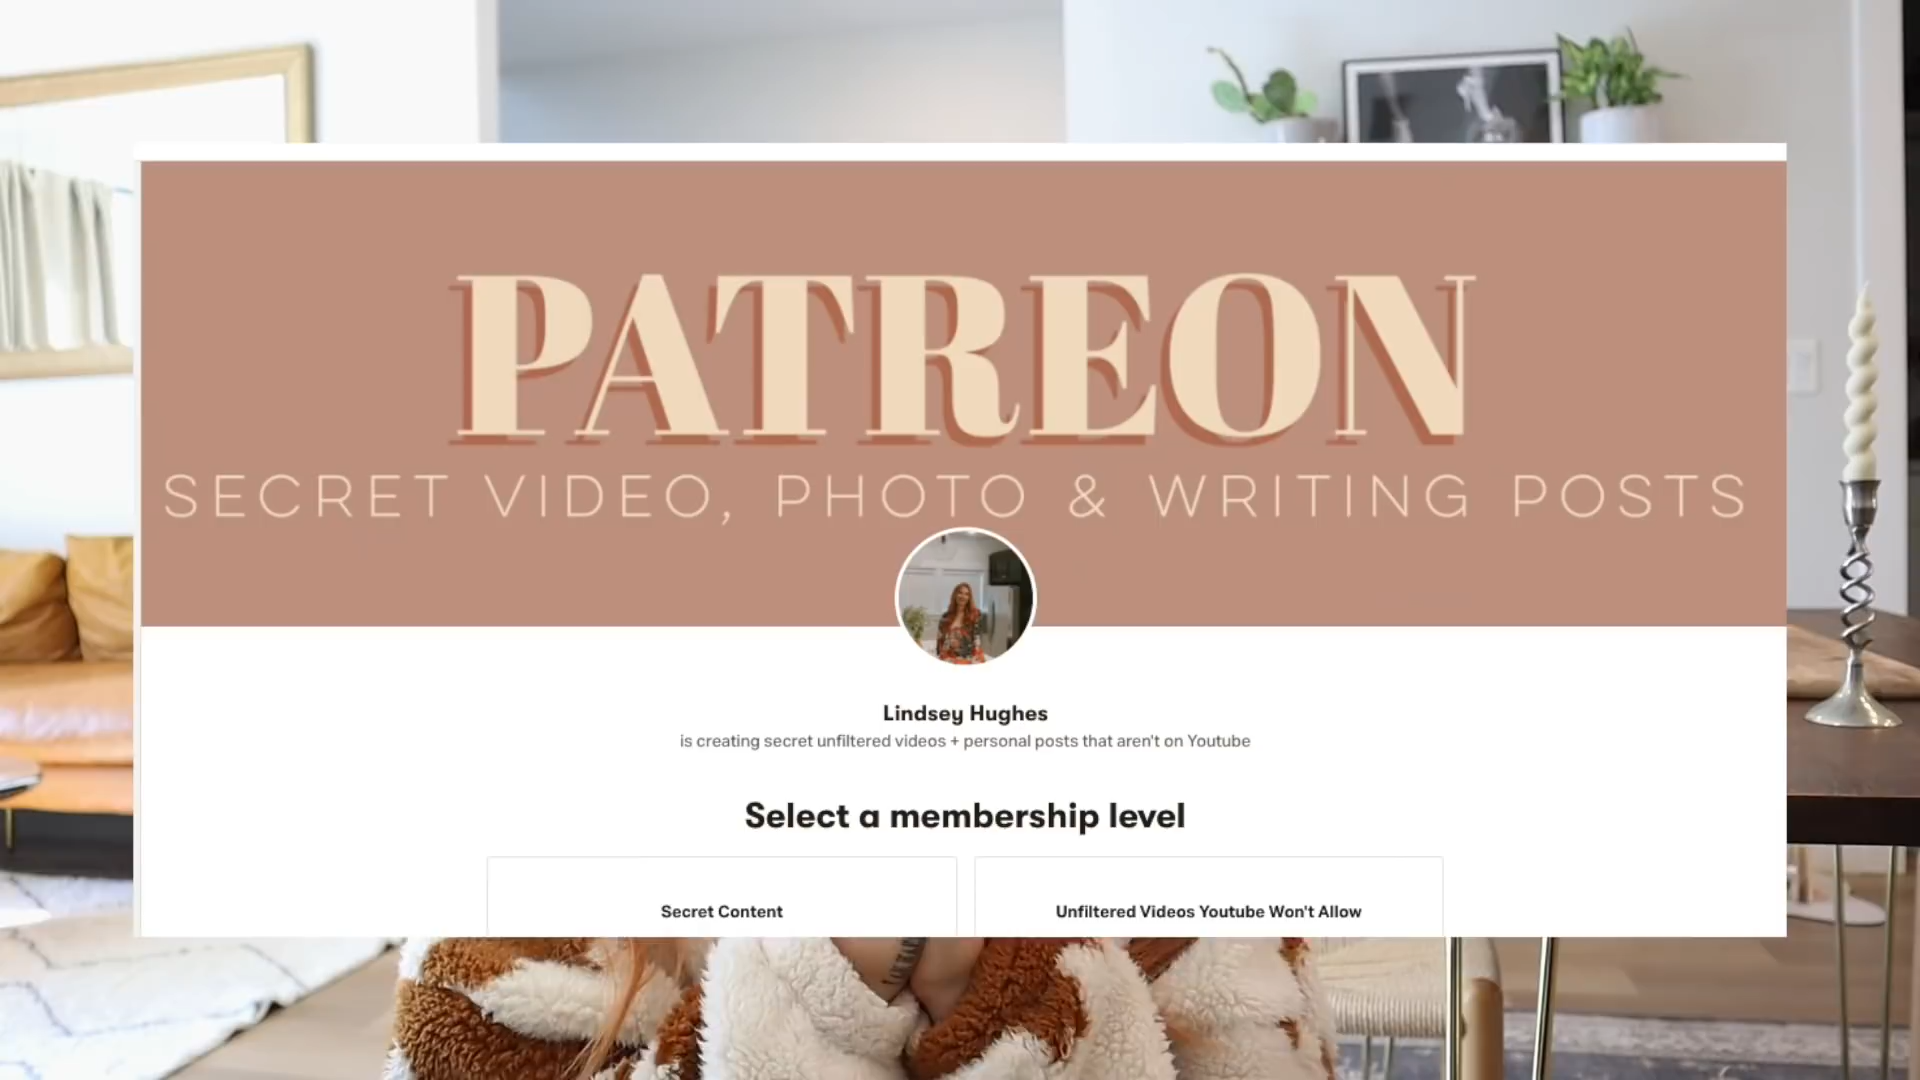 PATREON
SECRET VIDEO, PHOTO & WRITING POSTS
Lindsey Hughes
is creating secret unfiltered videos + personal posts that aren't on Youtube
Select a membership level
Secret Content
Unfiltered Videos Youtube Won't Allow